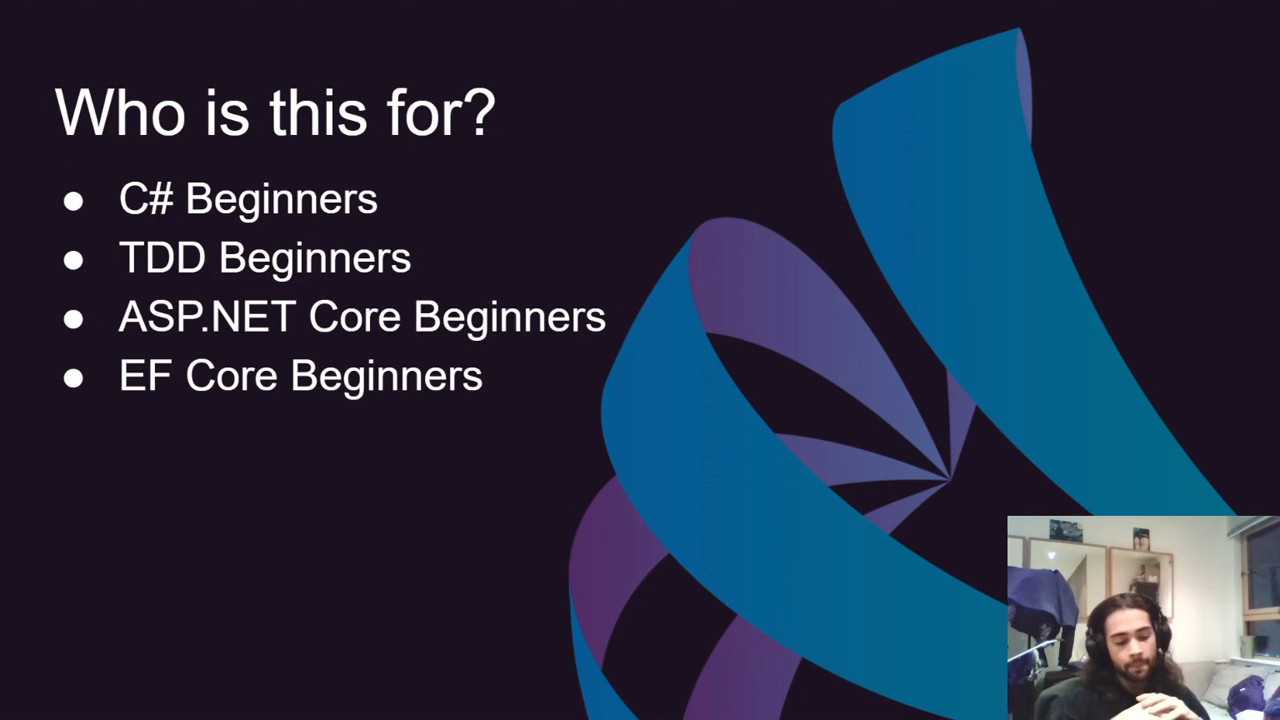 Who is this for?
● C# Beginners
● TDD Beginners
● ASP.NET Core Beginners
● EF Core Beginners